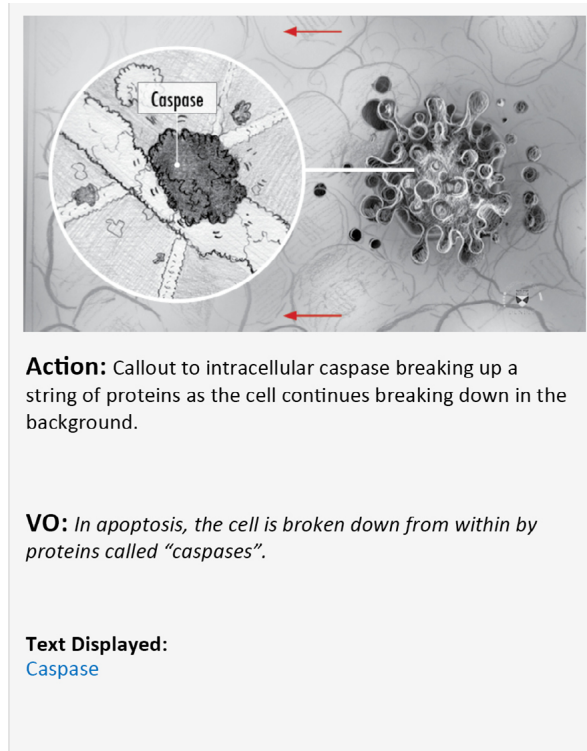 Caspase
Action: Callout to intracellular caspase breaking up a
string of proteins as the cell continues breaking down in the
background.
VO: In apoptosis, the cell is broken down from within by
proteins called “caspases”.
Text Displayed:
Caspase